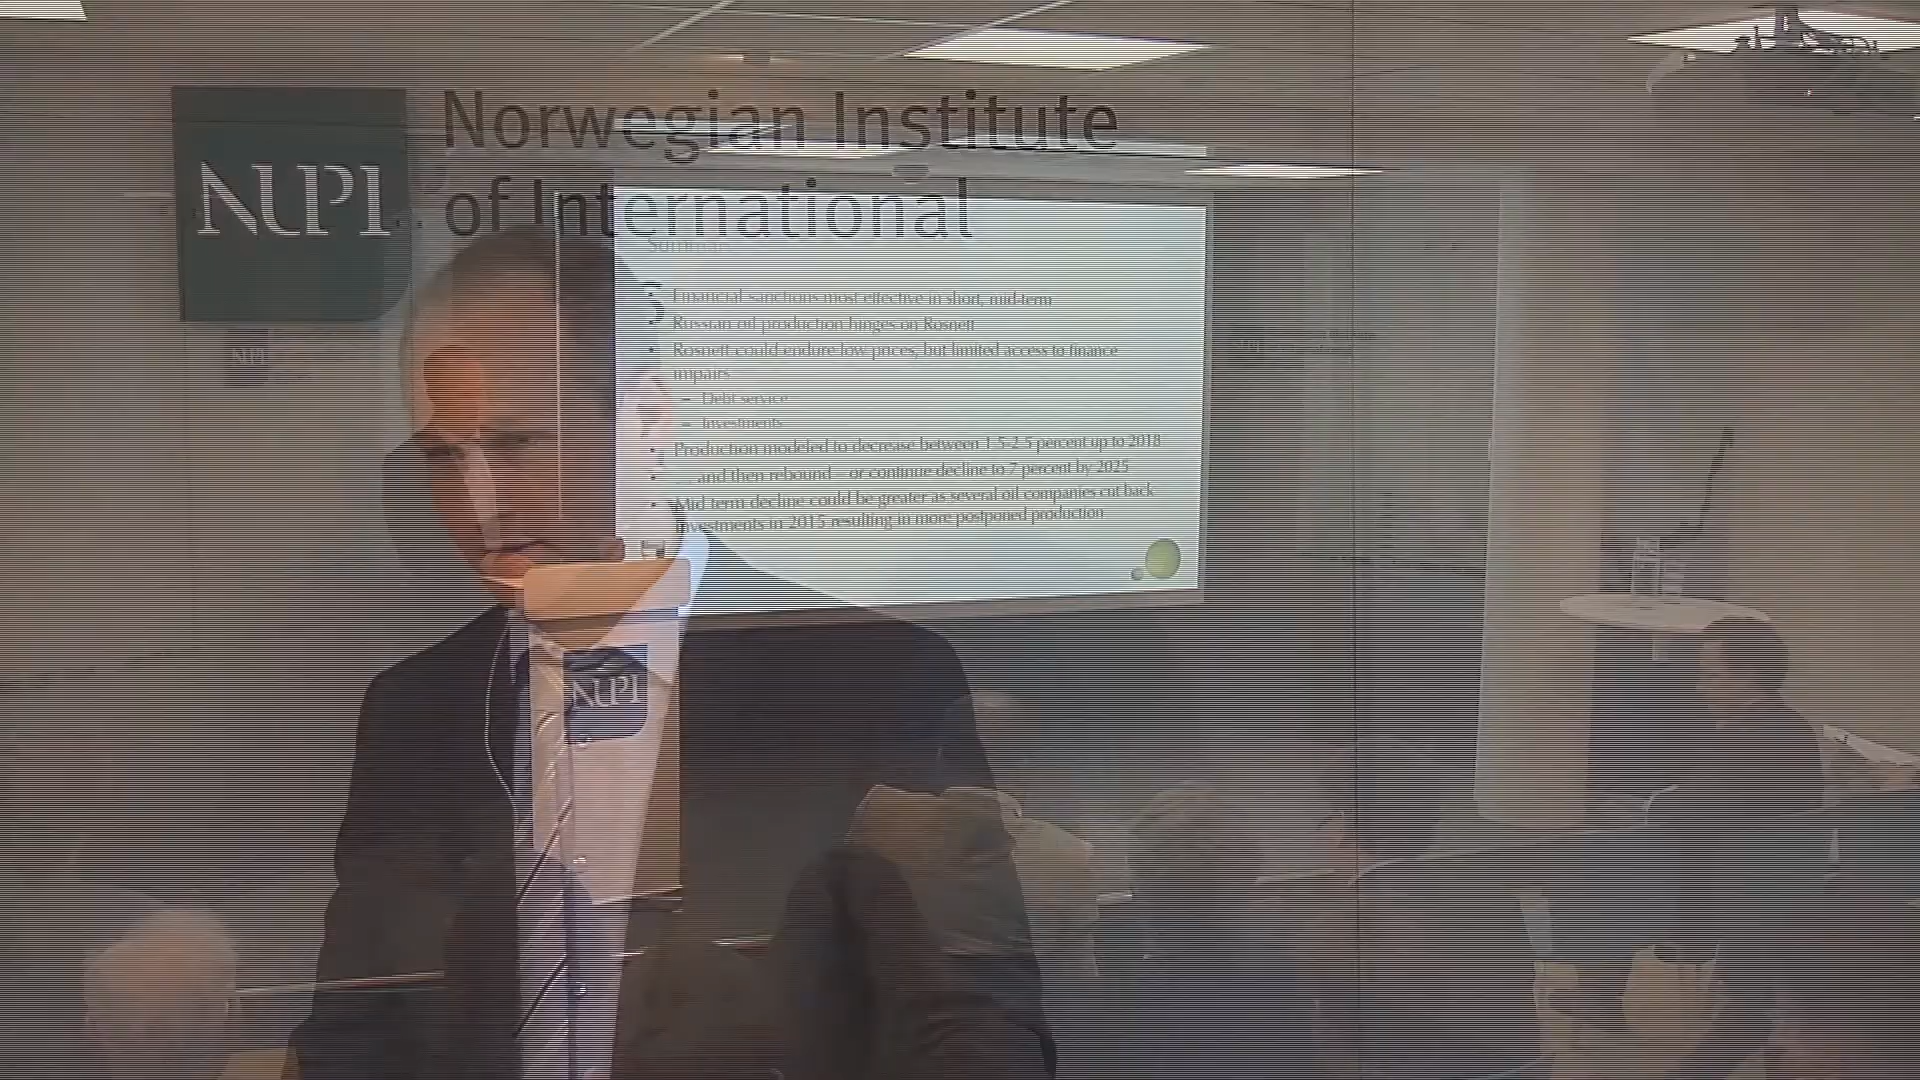 NUPI
Norwegian Institute
of International
Summary
• Financial sanctions most effective in short, mid-term
• Russian oil production hinges on Rosneft
• Rosneft could endure low prices, but limited access to finance
impairs
– Debt service
– Investments
• Production modeled to decrease between 1.5-2.5 percent up to 2018
• … and then rebound – or continue decline to 7 percent by 2025
• Mid term decline could be greater as several oil companies cut back
investments in 2015 resulting in more postponed production
NUPI
NUPI